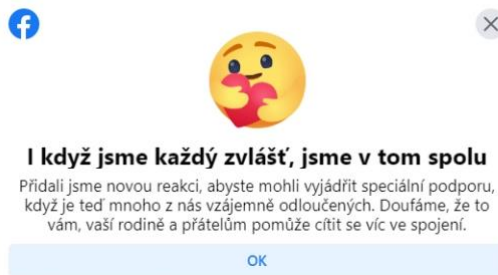 I když jsme každý zvlášť, jsme v tom spolu
Přidali jsme novou reakci, abyste mohli vyjádřit speciální podporu,
když je teď mnoho z nás vzájemně odloučených. Doufáme, že to
vám, vaší rodině a přátelům pomůže cítit se víc ve spojení.
OK